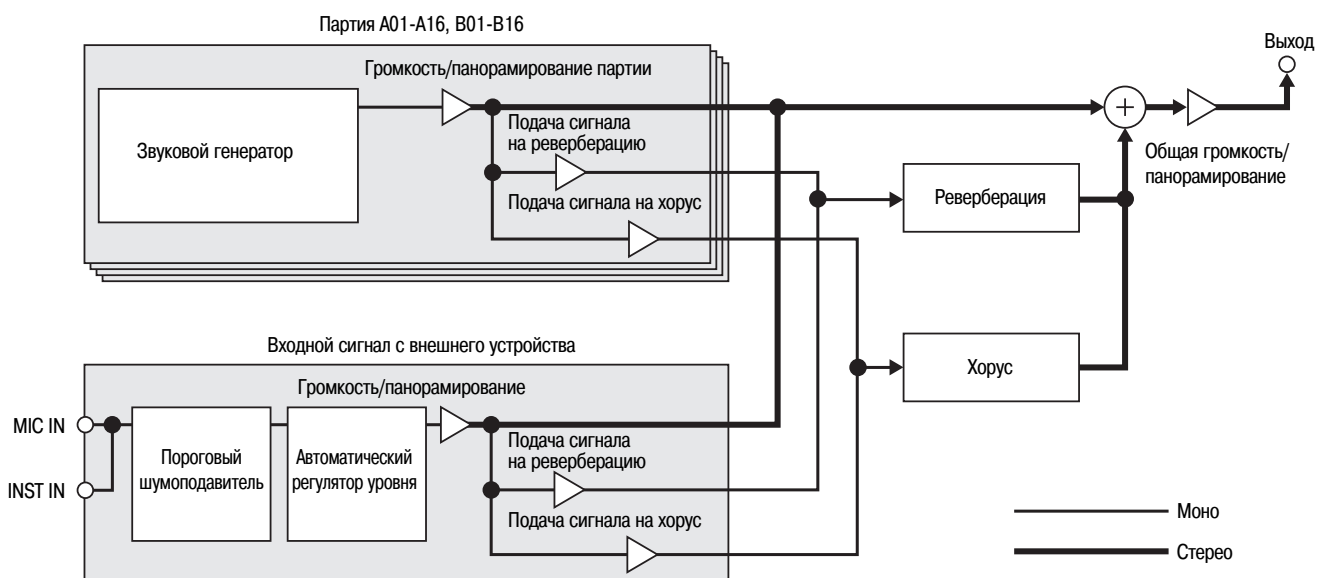 Партия A01-A16, B01-B16
Выход
Громкость/панорамирование партии
Звуковой генератор
Подача сигнала
на реверберацию
Подача сигнала на хорус
Общая громкость/
панорамирование
Реверберация
Входной сигнал с внешнего устройства
Хорус
Громкость/панорамирование
MIC IN
INST IN
Пороговый
шумоподавитель
Автоматический
регулятор уровня
Подача сигнала
на реверберацию
Подача сигнала на хорус
Моно
Стерео